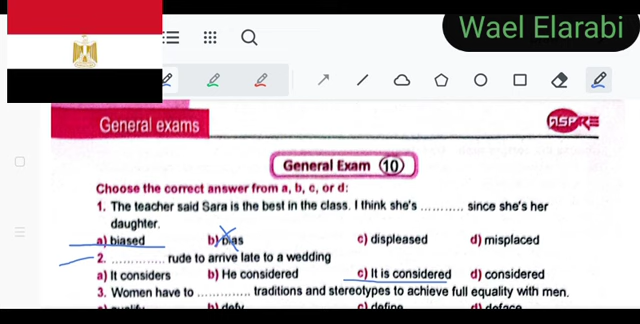 Wael Elarabi
General exams
ASPIRE
General Exam 10
Choose the correct answer from a, b, c, or d:
1. The teacher said Sara is the best in the class. I think she's ........... since she's her
daughter.
a) biased b) bias c) displeased d) misplaced
2. .............. rude to arrive late to a wedding
a) It considers b) He considered c) It is considered d) considered
3. Women have to .............. traditions and stereotypes to achieve full equality with men.
a) qualify b) defy c) define d) deface